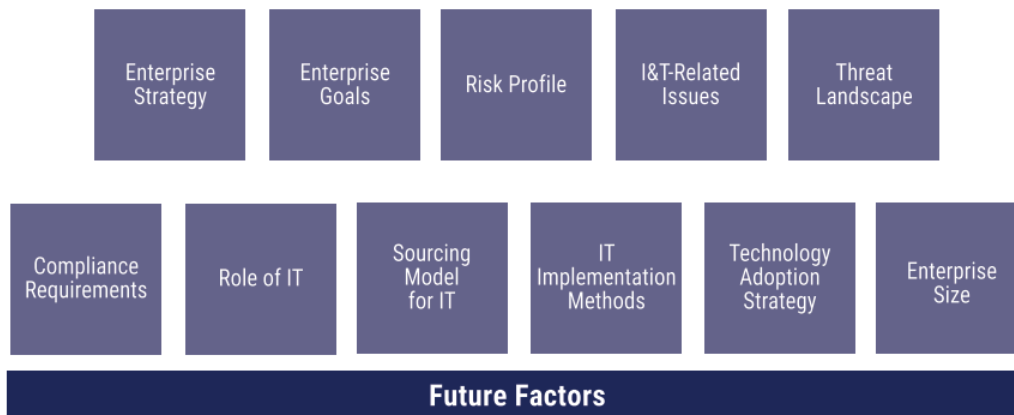 Enterprise
Strategy
Enterprise
Goals
Risk Profile
I&T-Related
Issues
Threat
Landscape
Compliance
Requirements
Role of IT
Sourcing
Model
for IT
IT
Implementation
Methods
Technology
Adoption
Strategy
Enterprise
Size
Future Factors